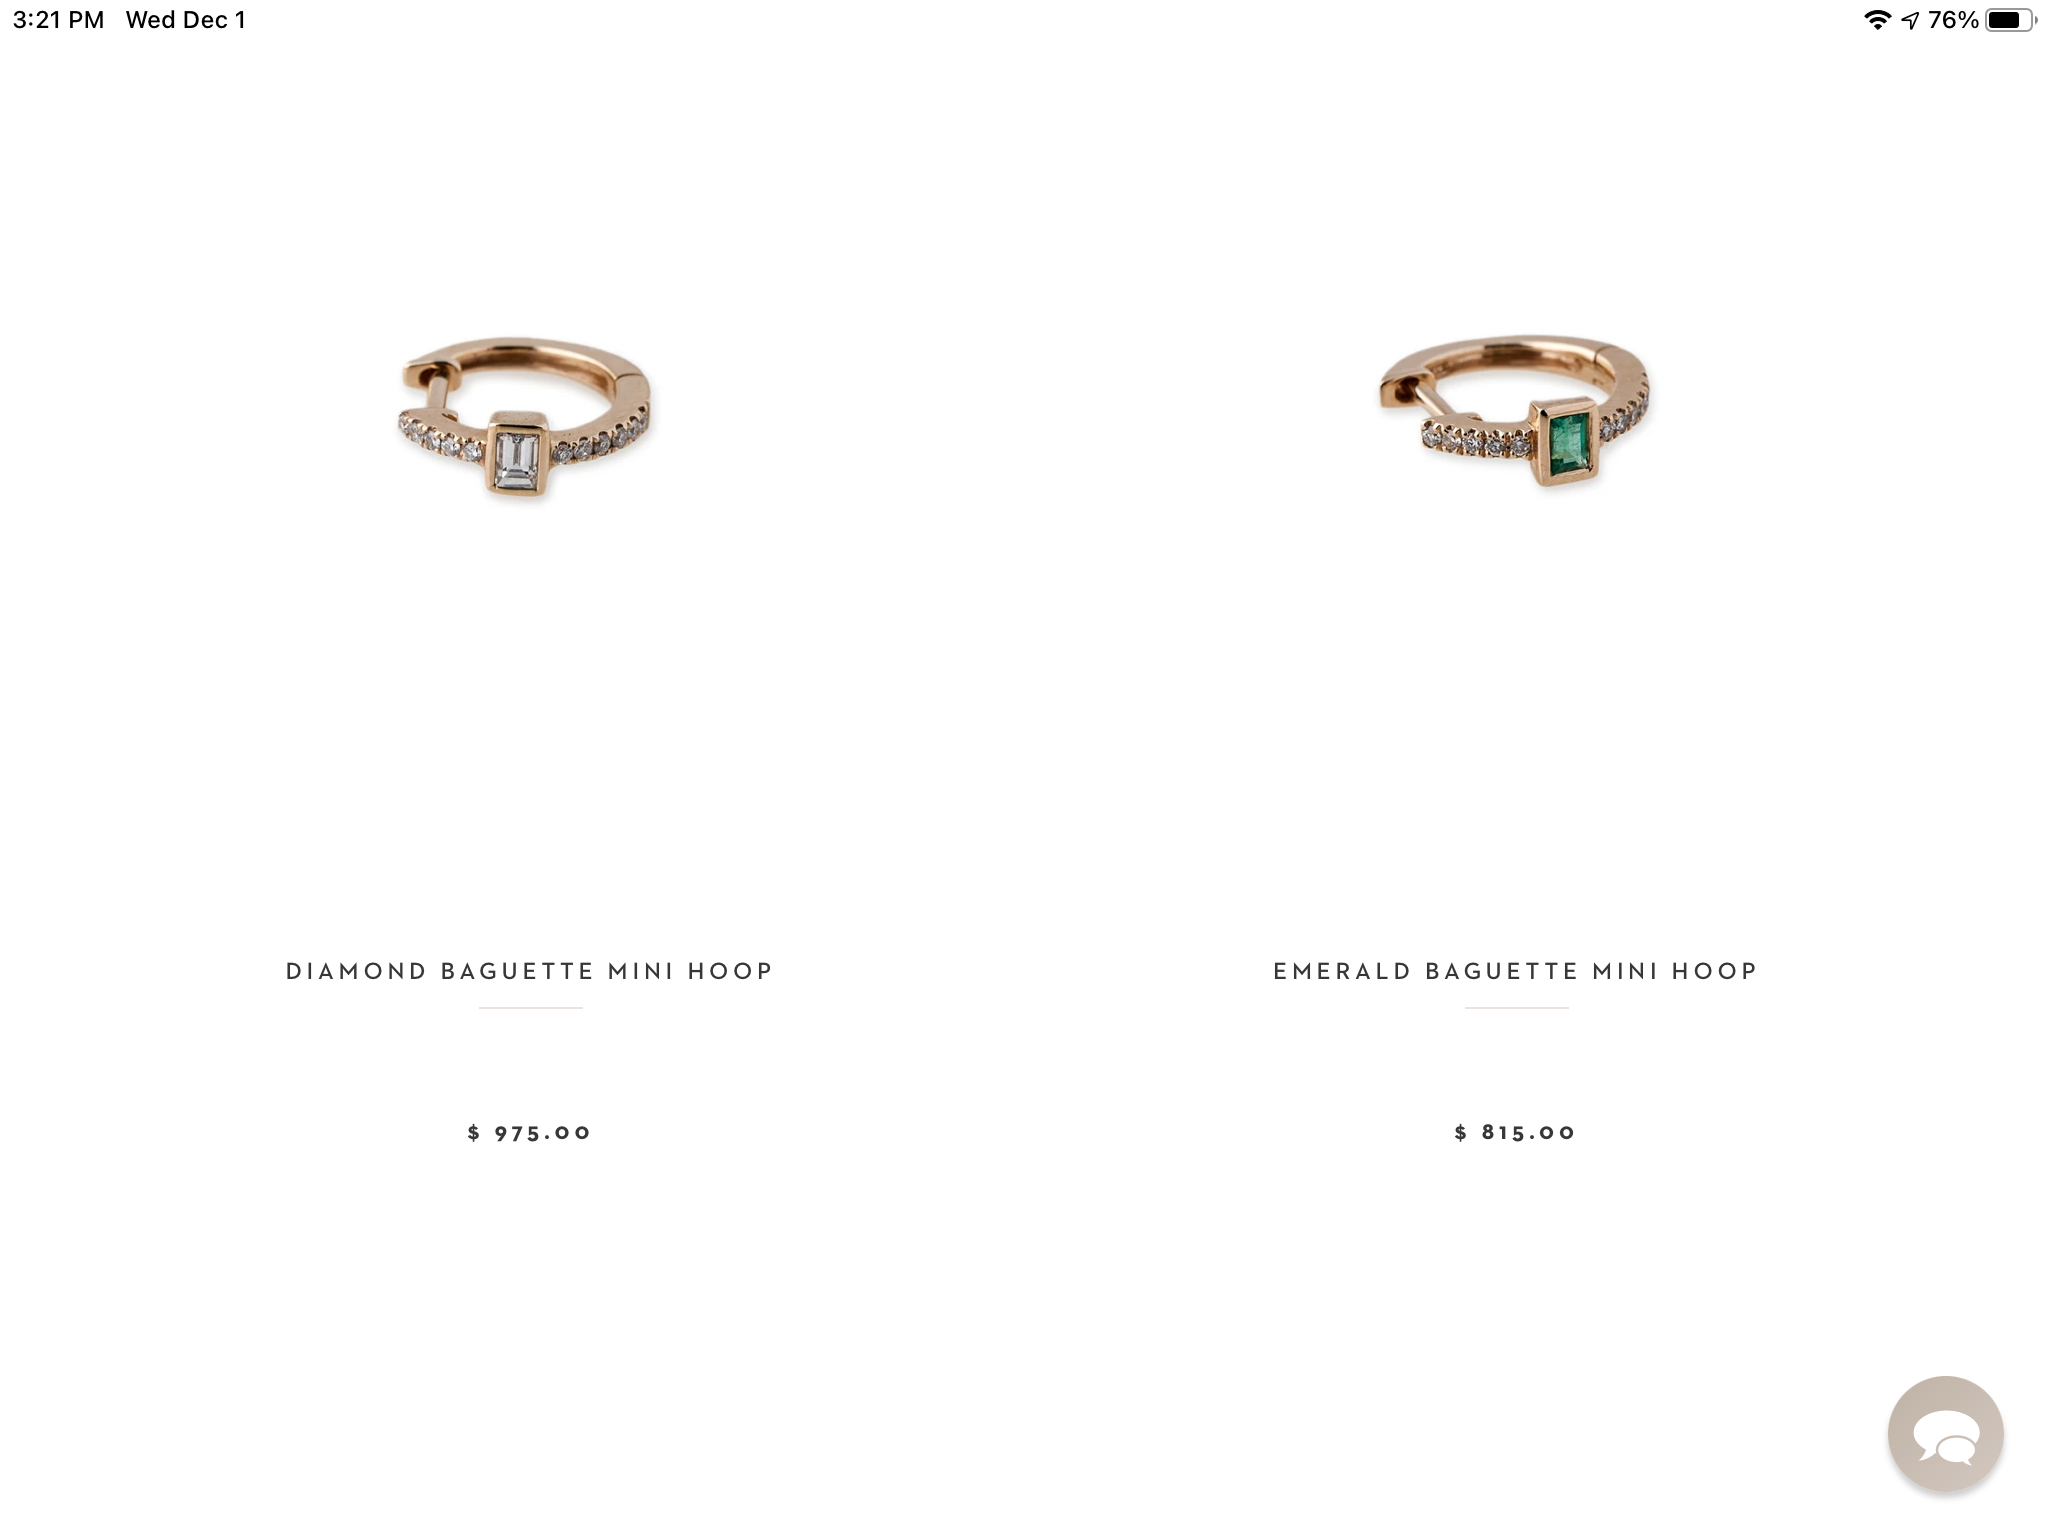 3:21 PM Wed Dec 1
76%
DIAMOND BAGUETTE MINI HOOP
EMERALD BAGUETTE MINI HOOP
$ 975.00
$ 815.00